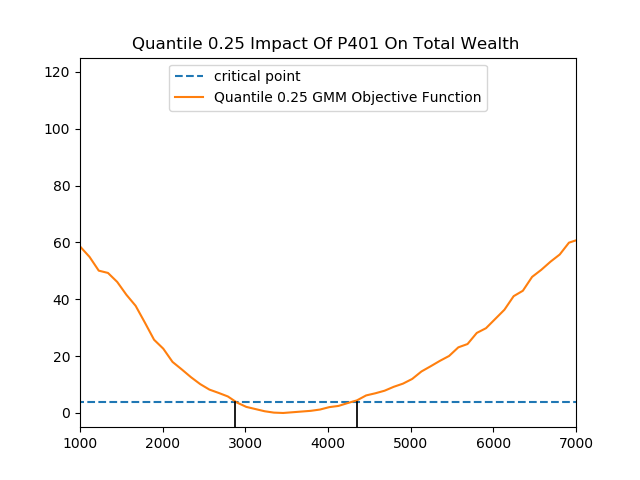 Quantile 0.25 Impact Of P401 On Total Wealth
critical point
Quantile 0.25 GMM Objective Function
120
100
80
60
40
20
0
1000 2000 3000 4000 5000 6000 7000